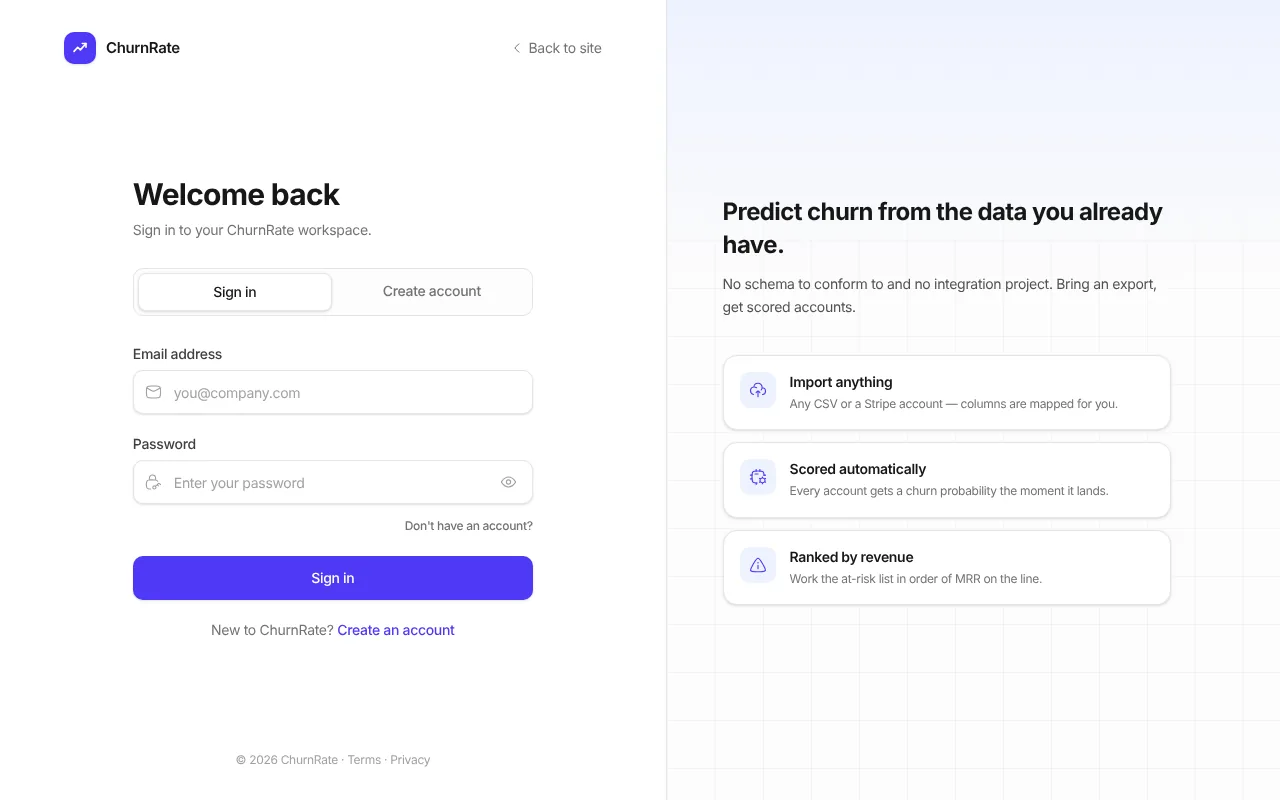 ChurnRate
Back to site
Welcome back
Sign in to your ChurnRate workspace.
Sign in
Create account
Email address
you@company.com
Password
Enter your password
Don't have an account?
Sign in
New to ChurnRate? Create an account
© 2026 ChurnRate · Terms · Privacy
Predict churn from the data you already
have.
No schema to conform to and no integration project. Bring an export,
get scored accounts.
Import anything
Any CSV or a Stripe account — columns are mapped for you.
Scored automatically
Every account gets a churn probability the moment it lands.
Ranked by revenue
Work the at-risk list in order of MRR on the line.